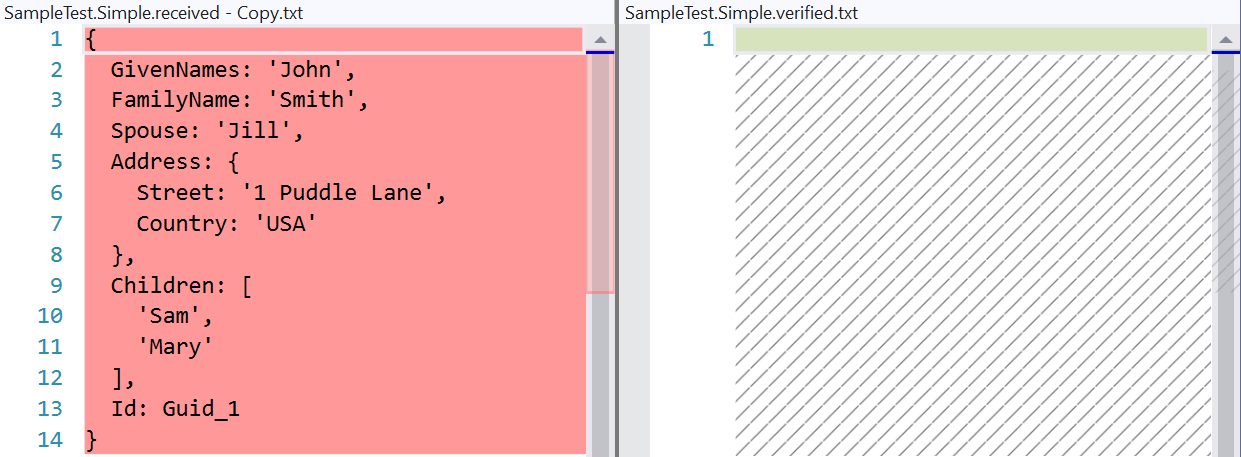 SampleTest.Simple.received - Copy.txt
1 {
2   GivenNames: 'John',
3   FamilyName: 'Smith',
4   Spouse: 'Jill',
5   Address: {
6     Street: '1 Puddle Lane',
7     Country: 'USA'
8   },
9   Children: [
10     'Sam',
11     'Mary'
12   ],
13   Id: Guid_1
14 }
SampleTest.Simple.verified.txt
1